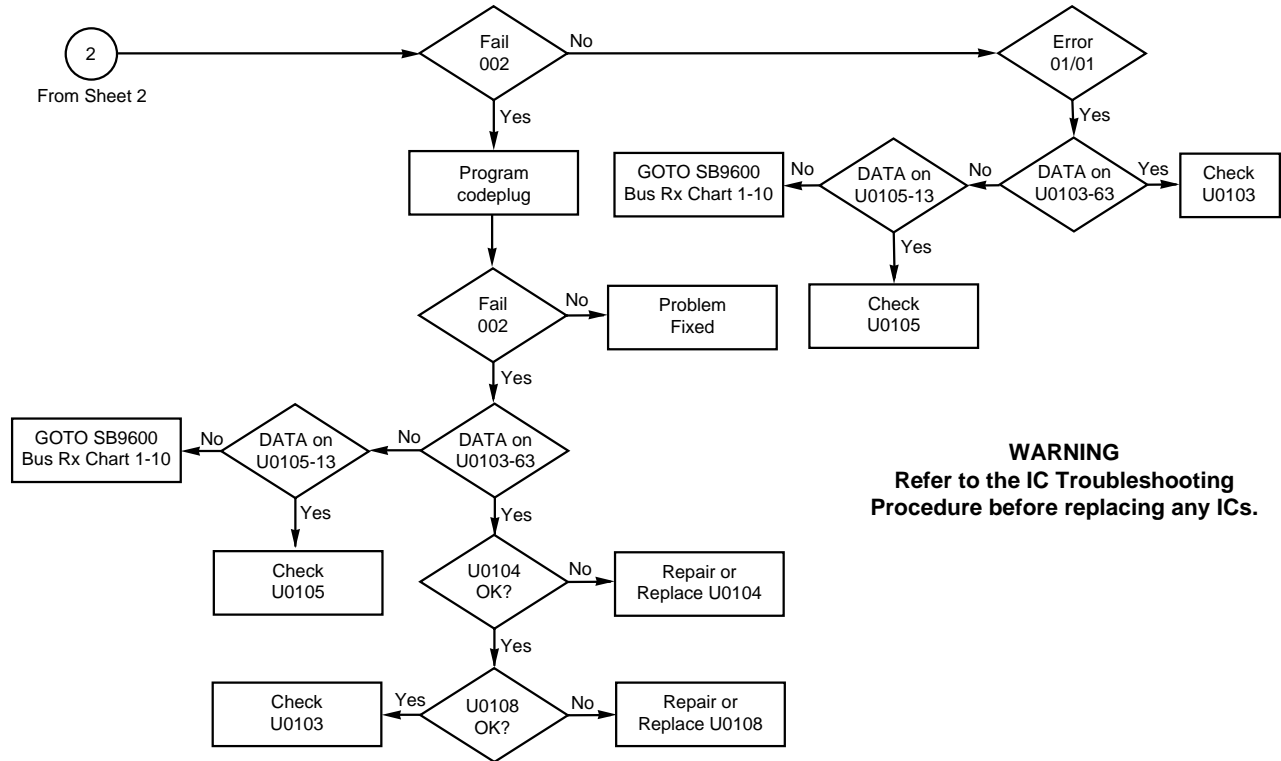 2
From Sheet 2
Fail
002
No
Error
01/01
Yes
Yes
Program
codeplug
GOTO SB9600
Bus Rx Chart 1-10
No
DATA on
U0105-13
No
DATA on
U0103-63
Yes
Check
U0103
Yes
Check
U0105
Fail
002
No
Problem
Fixed
Yes
GOTO SB9600
Bus Rx Chart 1-10
No
DATA on
U0105-13
No
DATA on
U0103-63
Yes
Yes
Check
U0105
WARNING
Refer to the IC Troubleshooting
Procedure before replacing any ICs.
U0104
OK?
No
Repair or
Replace U0104
Yes
Check
U0103
Yes
U0108
OK?
No
Repair or
Replace U0108